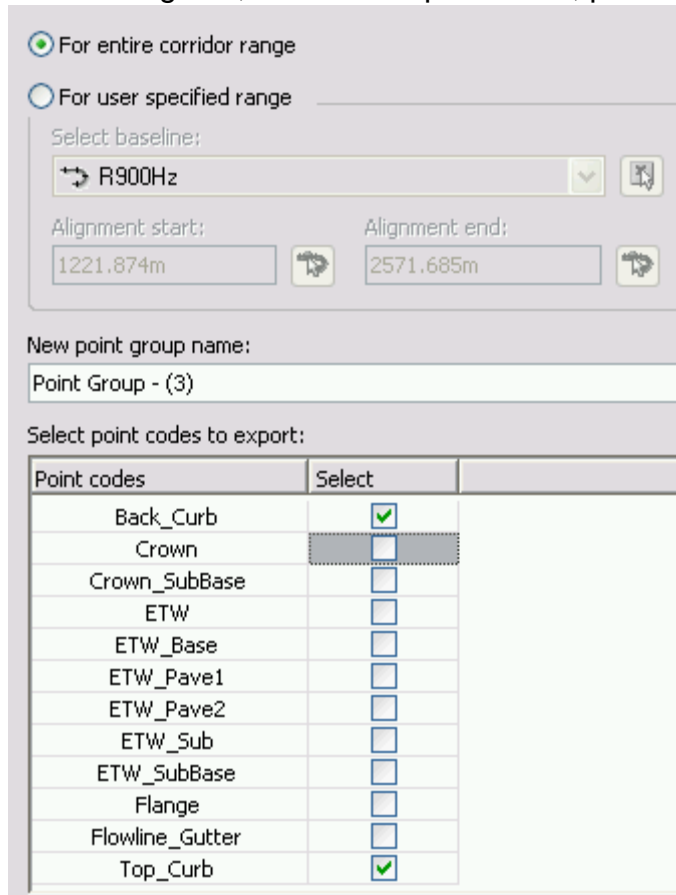 For entire corridor range
For user specified range
Select baseline:
R900Hz
Alignment start: Alignment end:
1221.874m 2571.685m
New point group name:
Point Group - (3)
Select point codes to export:
Point codes Select
Back_Curb
Crown
Crown_SubBase
ETW
ETW_Base
ETW_Pave1
ETW_Pave2
ETW_Sub
ETW_SubBase
Flange
Flowline_Gutter
Top_Curb